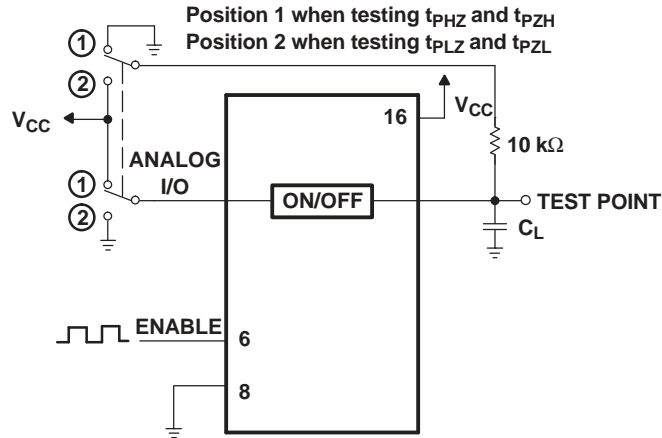 Position 1 when testing tPHZ and tPZH
Position 2 when testing tPLZ and tPZL
1
2
VCC
16
VCC
10 kΩ
ANALOG
I/O
1
2
ON/OFF
TEST POINT
CL
ENABLE
6
8